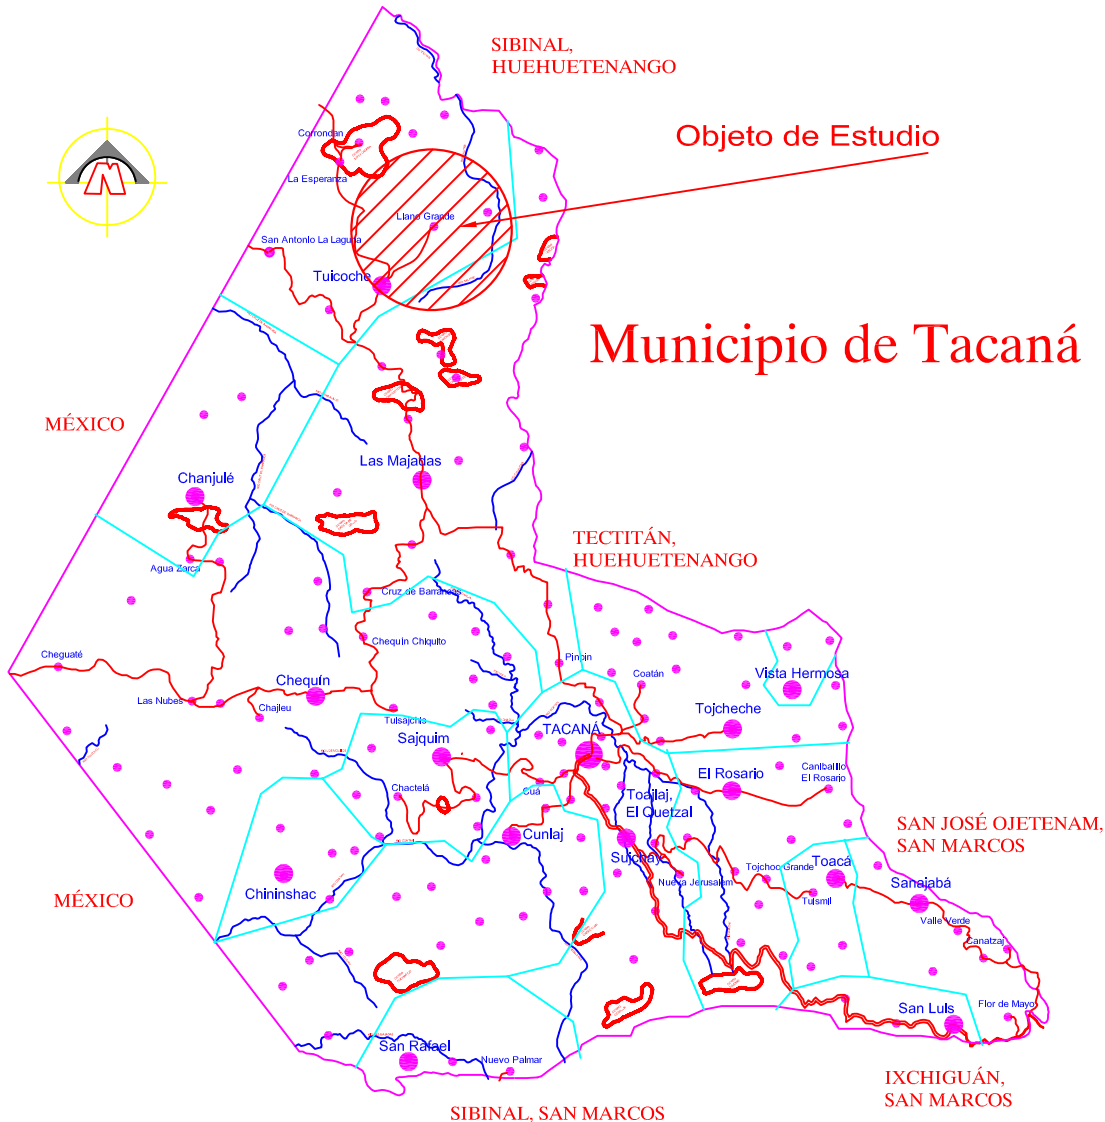 SIBINAL,
HUEHUETENANGO
Objeto de Estudio
Corrondan
La Esperanza
Llano Grande
San Antonio La Laguna
Tuicoche
Municipio de Tacaná
MÉXICO
Las Majadas
Chanjulé
TECTITÁN,
HUEHUETENANGO
Agua Zarca
Cruz de Barrancas
Chequín Chiquito
Cheguaté
Pinpin
Coatán
Vista Hermosa
Chequín
Las Nubes
Chajleu
Tuisajchis
Tojcheche
TACANÁ
Sajquim
El Rosario
Canibalillo
El Rosario
Chactelá
Cuá
Toajlaj,
El Quetzal
Cunlaj
Sujchay
SAN JOSÉ OJETENAM,
SAN MARCOS
Toacá
Tojchoc Grande
Chininshac
Nueva Jerusalem
Tuismil
Sanajabá
MÉXICO
Valle Verde
Canatzaj
San Luis
Flor de Mayo
San Rafael
Nuevo Palmar
IXCHIGUÁN,
SAN MARCOS
SIBINAL, SAN MARCOS